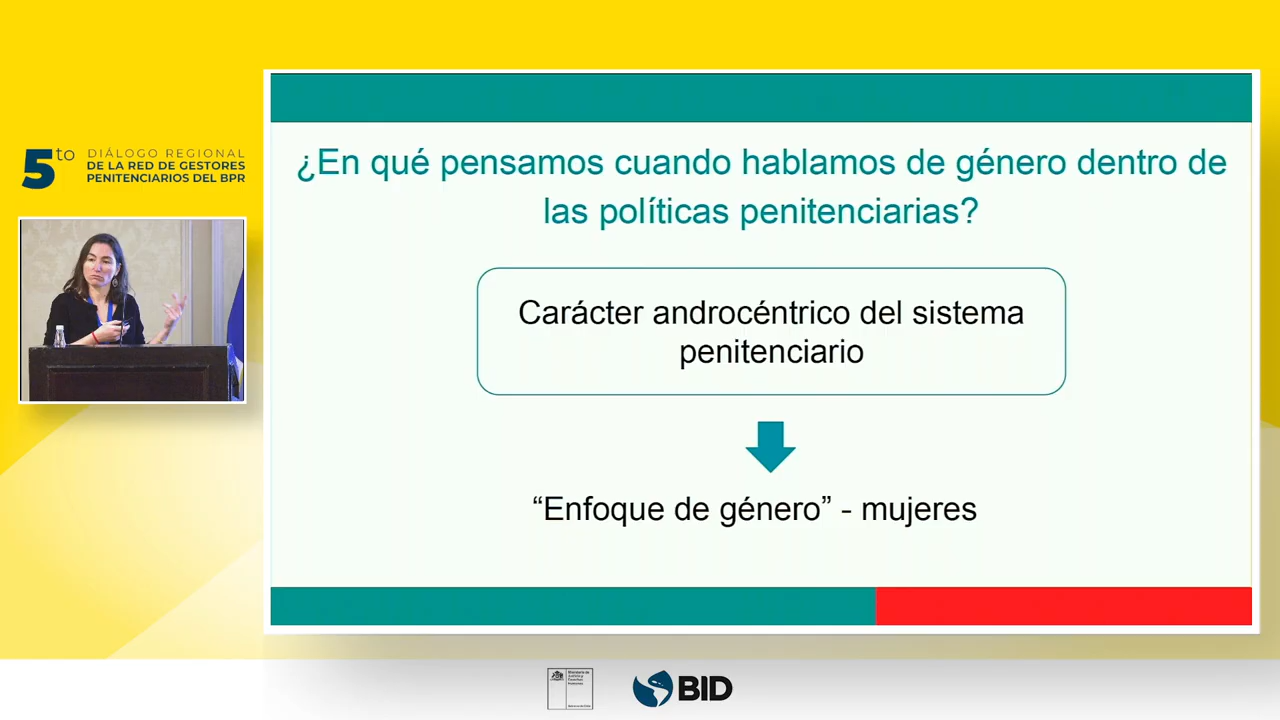 5to
DIÁLOGO REGIONAL
DE LA RED DE GESTORES
PENITENCIARIOS DEL BPR
¿En qué pensamos cuando hablamos de género dentro de
las políticas penitenciarias?
Carácter androcéntrico del sistema
penitenciario
“Enfoque de género” - mujeres
BID